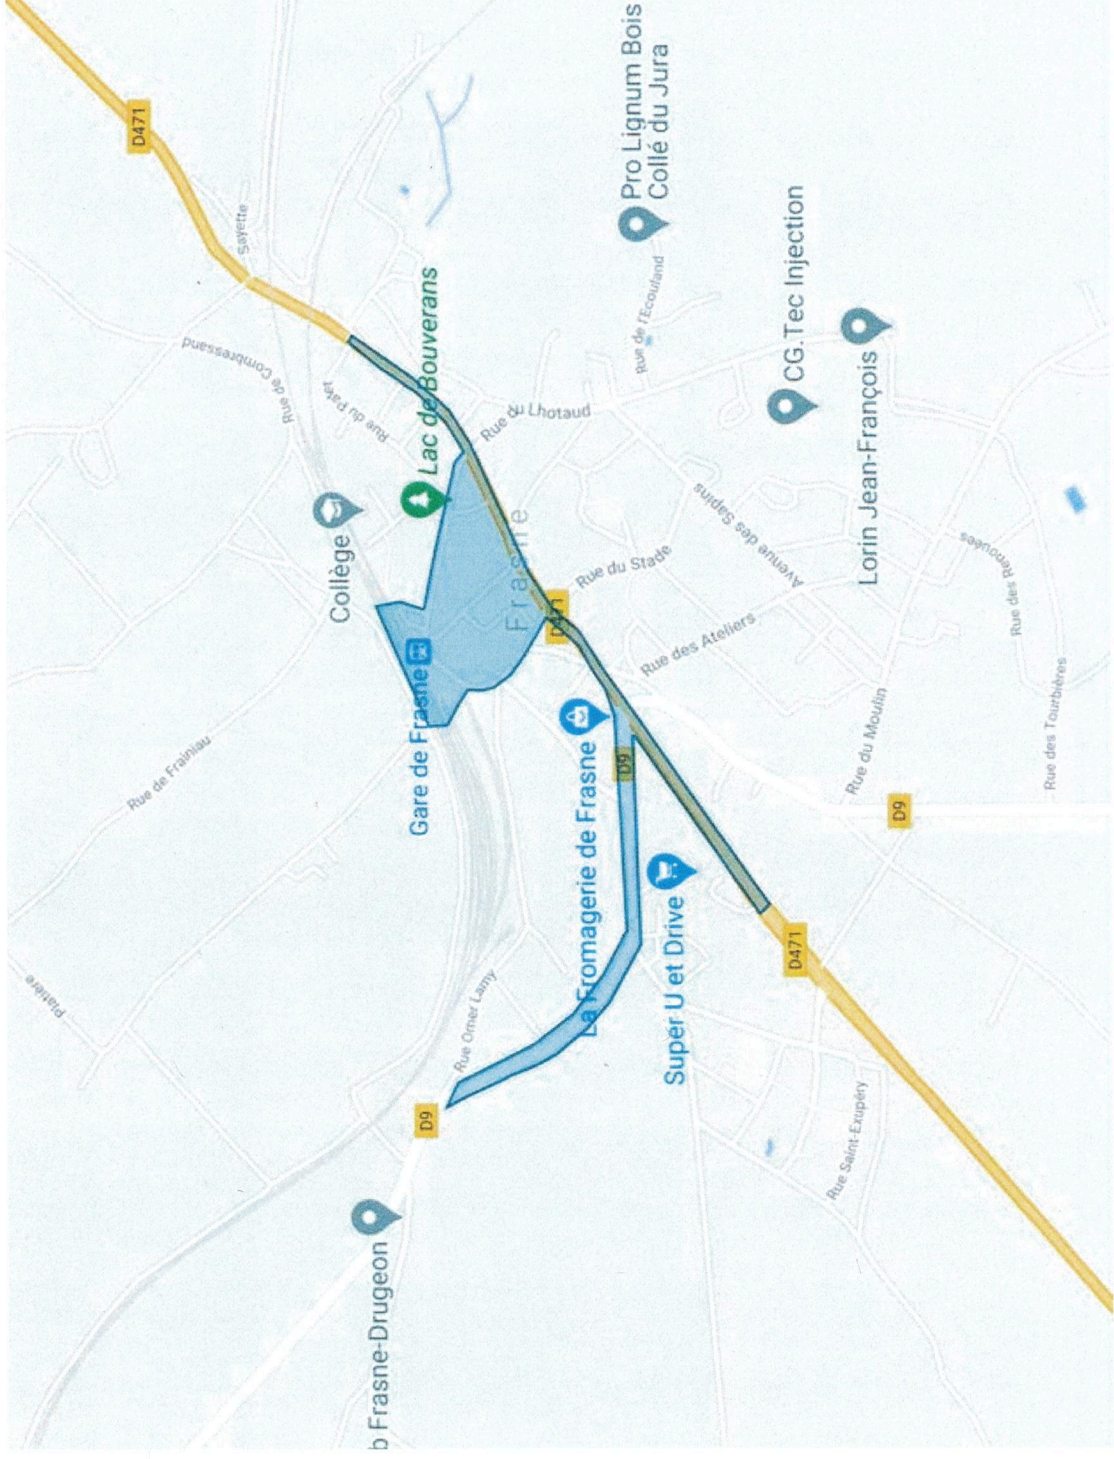 D471
Sayette
Rue de Combressand
Rue du Patet
Lac de Bouverans
Collège
Gare de Frasne
Frasne
D471
Rue du Lhotaud
Rue de l'Ecouland
Pro Lignum Bois
Collé du Jura
CG.Tec Injection
Lorin Jean-François
Avenue des Sapins
Rue du Stade
Rue des Ateliers
Rue des Renouées
Rue des Tourbières
Rue du Moulin
D9
D9
La Fromagerie de Frasne
Super U et Drive
D471
Rue de Frainiau
Platière
Rue Omer Lamy
D9
Rue Saint-Exupéry
b Frasne-Drugeon